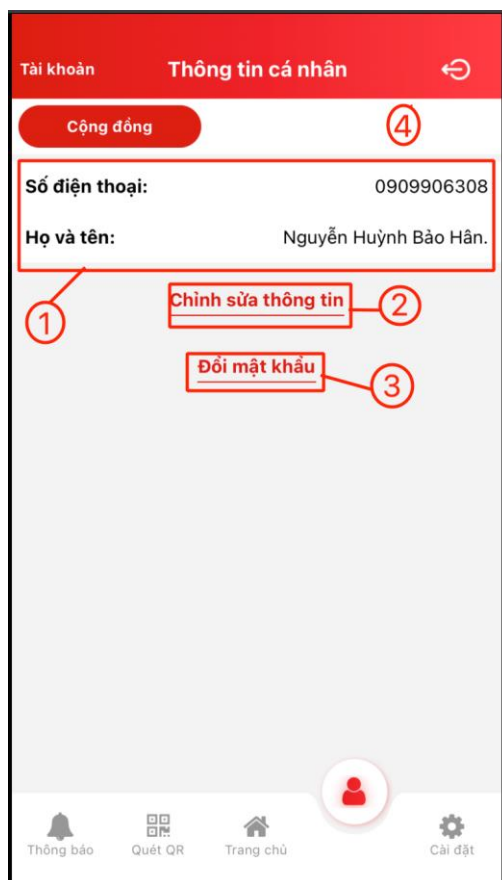 Tài khoản Thông tin cá nhân
Cộng đồng
4
Số điện thoại: 0909906308
Họ và tên: Nguyễn Huỳnh Bảo Hân.
1
Chỉnh sửa thông tin
2
Đổi mật khẩu
3
Thông báo Quét QR Trang chủ Cài đặt